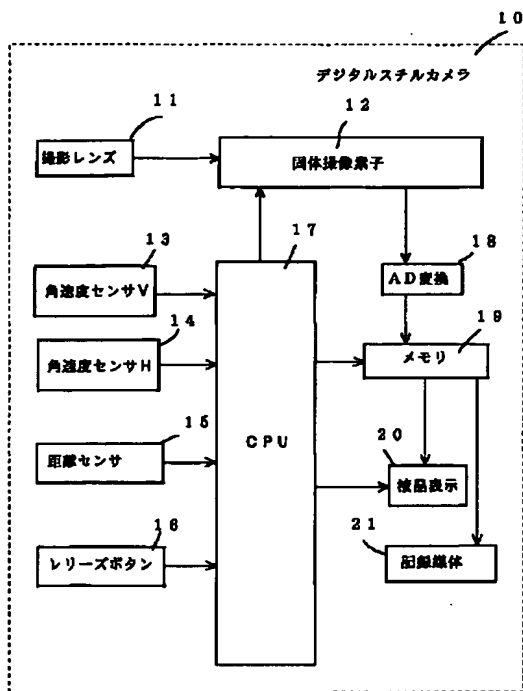 10
デジタルスチルカメラ
11
12
撮影レンズ
固体撮像素子
13
17
18
角速度センサV
AD変換
14
19
角速度センサH
メモリ
15
CPU
20
距離センサ
液晶表示
16
21
レリーズボタン
記録媒体